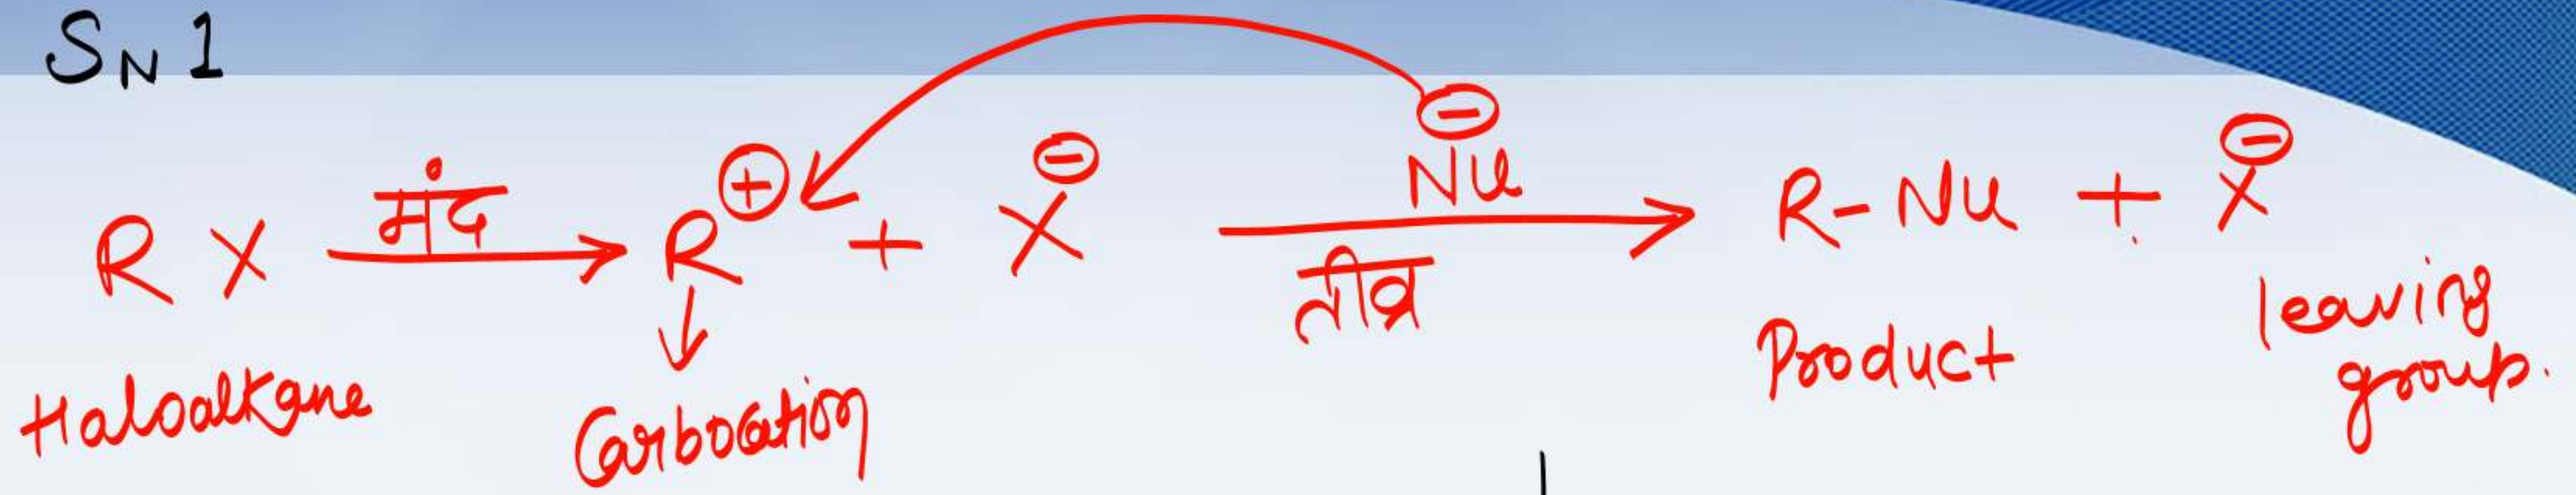 SN1
RX मंद → R⊕ + X⊖ Nu⊖ तीव्र → R-Nu + X⊖
Haloalkane Carbocation Product leaving group.